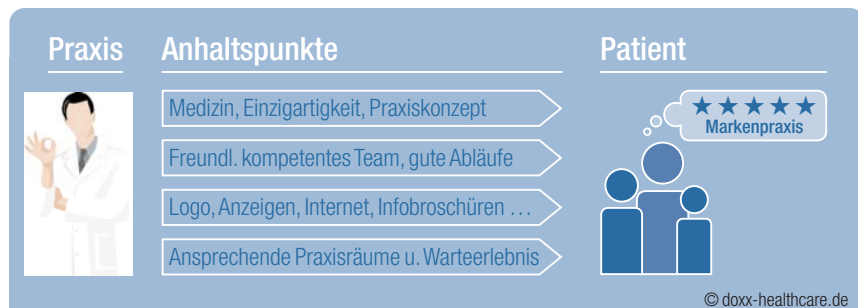 Praxis
Anhaltspunkte
Patient
Medizin, Einzigartigkeit, Praxiskonzept
Freundl. kompetentes Team, gute Abläufe
Logo, Anzeigen, Internet, Infobroschüren ...
Ansprechende Praxisräume u. Warteerlebnis
★★★★★
Markenpraxis
© doxx-healthcare.de